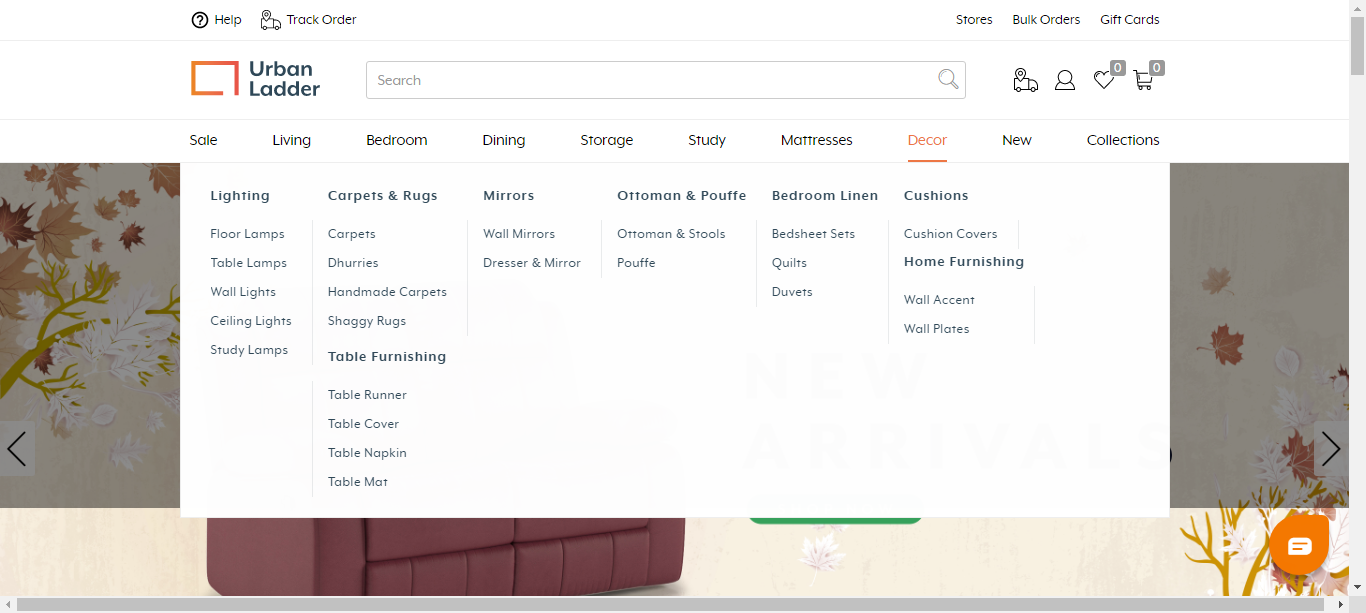 Help Track Order Stores Bulk Orders Gift Cards
Urban
Ladder
Search
0 0
Sale Living Bedroom Dining Storage Study Mattresses Decor New Collections
Lighting
Floor Lamps
Table Lamps
Wall Lights
Ceiling Lights
Study Lamps
Carpets & Rugs
Carpets
Dhurries
Handmade Carpets
Shaggy Rugs
Table Furnishing
Table Runner
Table Cover
Table Napkin
Table Mat
Mirrors
Wall Mirrors
Dresser & Mirror
Ottoman & Pouffe
Ottoman & Stools
Pouffe
Bedroom Linen
Bedsheet Sets
Quilts
Duvets
Cushions
Cushion Covers
Home Furnishing
Wall Accent
Wall Plates
NEW
ARRIVALS